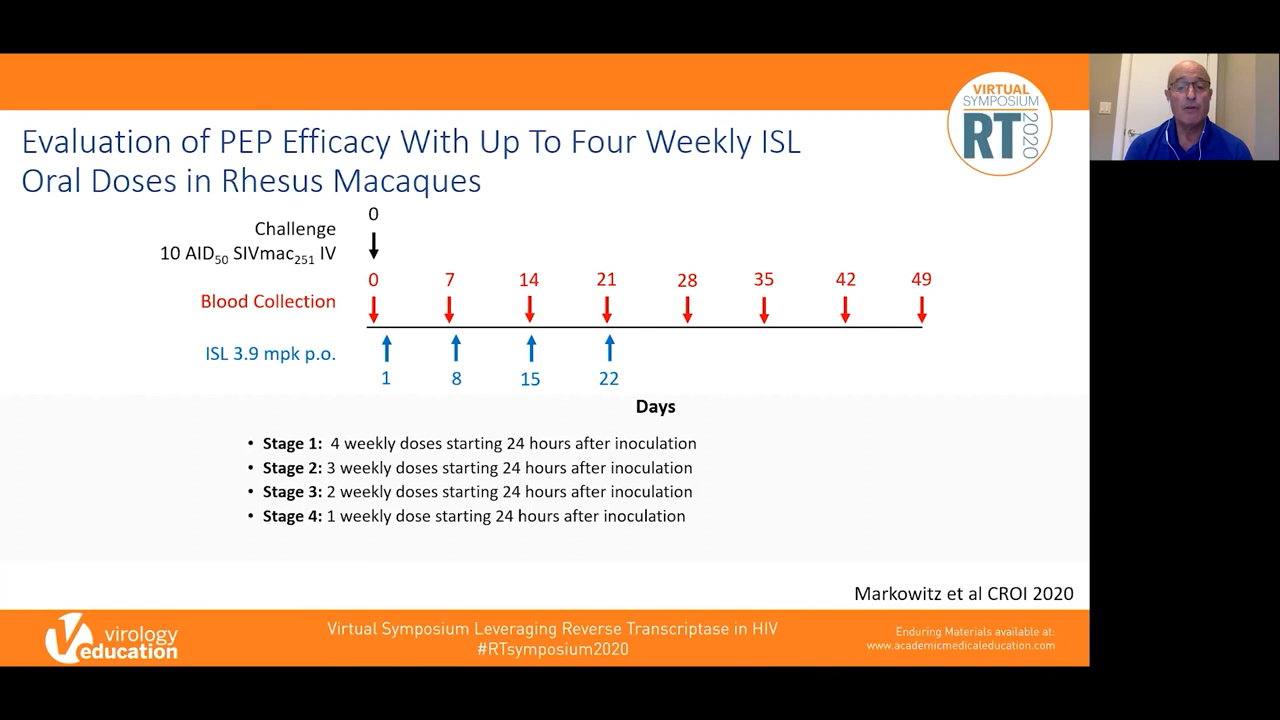 VIRTUAL
SYMPOSIUM
RT 2020
Evaluation of PEP Efficacy With Up To Four Weekly ISL
Oral Doses in Rhesus Macaques
0
Challenge
10 AID50 SIVmac251 IV
0 7 14 21 28 35 42 49
Blood Collection
ISL 3.9 mpk p.o.
1 8 15 22
Days
• Stage 1: 4 weekly doses starting 24 hours after inoculation
• Stage 2: 3 weekly doses starting 24 hours after inoculation
• Stage 3: 2 weekly doses starting 24 hours after inoculation
• Stage 4: 1 weekly dose starting 24 hours after inoculation
Markowitz et al CROI 2020
virology
education
Virtual Symposium Leveraging Reverse Transcriptase in HIV
#RTsymposium2020
Enduring Materials available at:
www.academicmedicaleducation.com